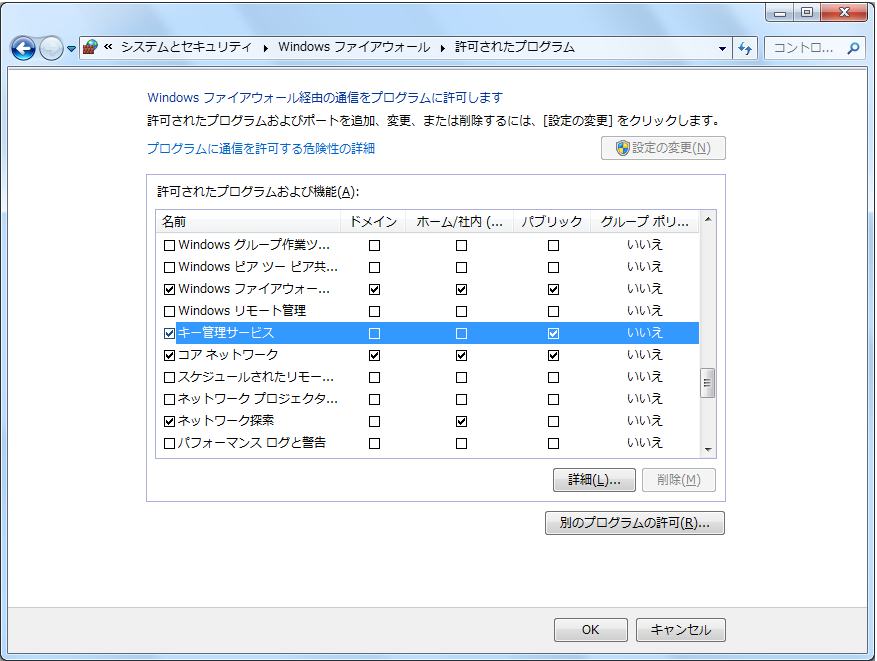 « システムとセキュリティ ▸ Windows ファイアウォール ▸ 許可されたプログラム コントロ...
Windows ファイアウォール経由の通信をプログラムに許可します
許可されたプログラムおよびポートを追加、変更、または削除するには、[設定の変更] をクリックします。
プログラムに通信を許可する危険性の詳細 設定の変更(N)
許可されたプログラムおよび機能(A):
名前 ドメイン ホーム/社内 (... パブリック グループ ポリ...
Windows グループ作業ツ... いいえ
Windows ピア ツー ピア共... いいえ
Windows ファイアウォー... いいえ
Windows リモート管理 いいえ
キー管理サービス いいえ
コア ネットワーク いいえ
スケジュールされたリモー... いいえ
ネットワーク プロジェクタ... いいえ
ネットワーク探索 いいえ
パフォーマンス ログと警告 いいえ
詳細(L)... 削除(M)
別のプログラムの許可(R)...
OK キャンセル